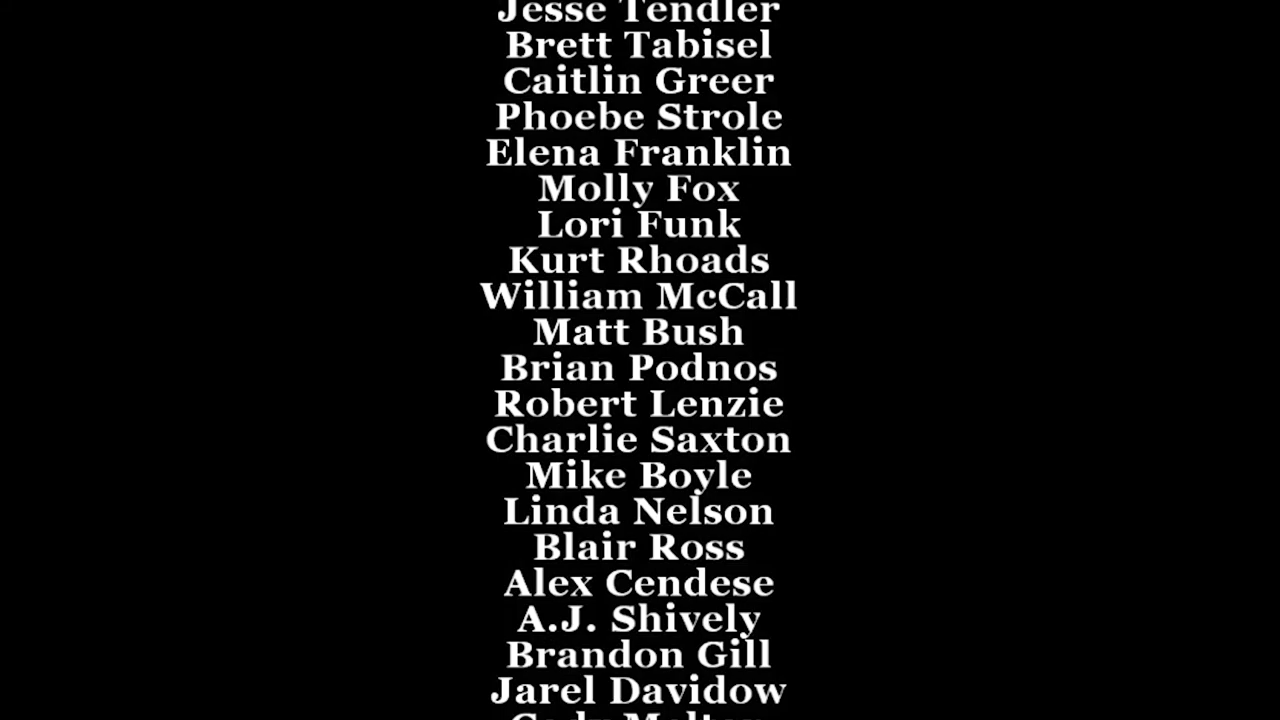 Jesse Tendler
Brett Tabisel
Caitlin Greer
Phoebe Strole
Elena Franklin
Molly Fox
Lori Funk
Kurt Rhoads
William McCall
Matt Bush
Brian Podnos
Robert Lenzie
Charlie Saxton
Mike Boyle
Linda Nelson
Blair Ross
Alex Cendese
A.J. Shively
Brandon Gill
Jarel Davidow